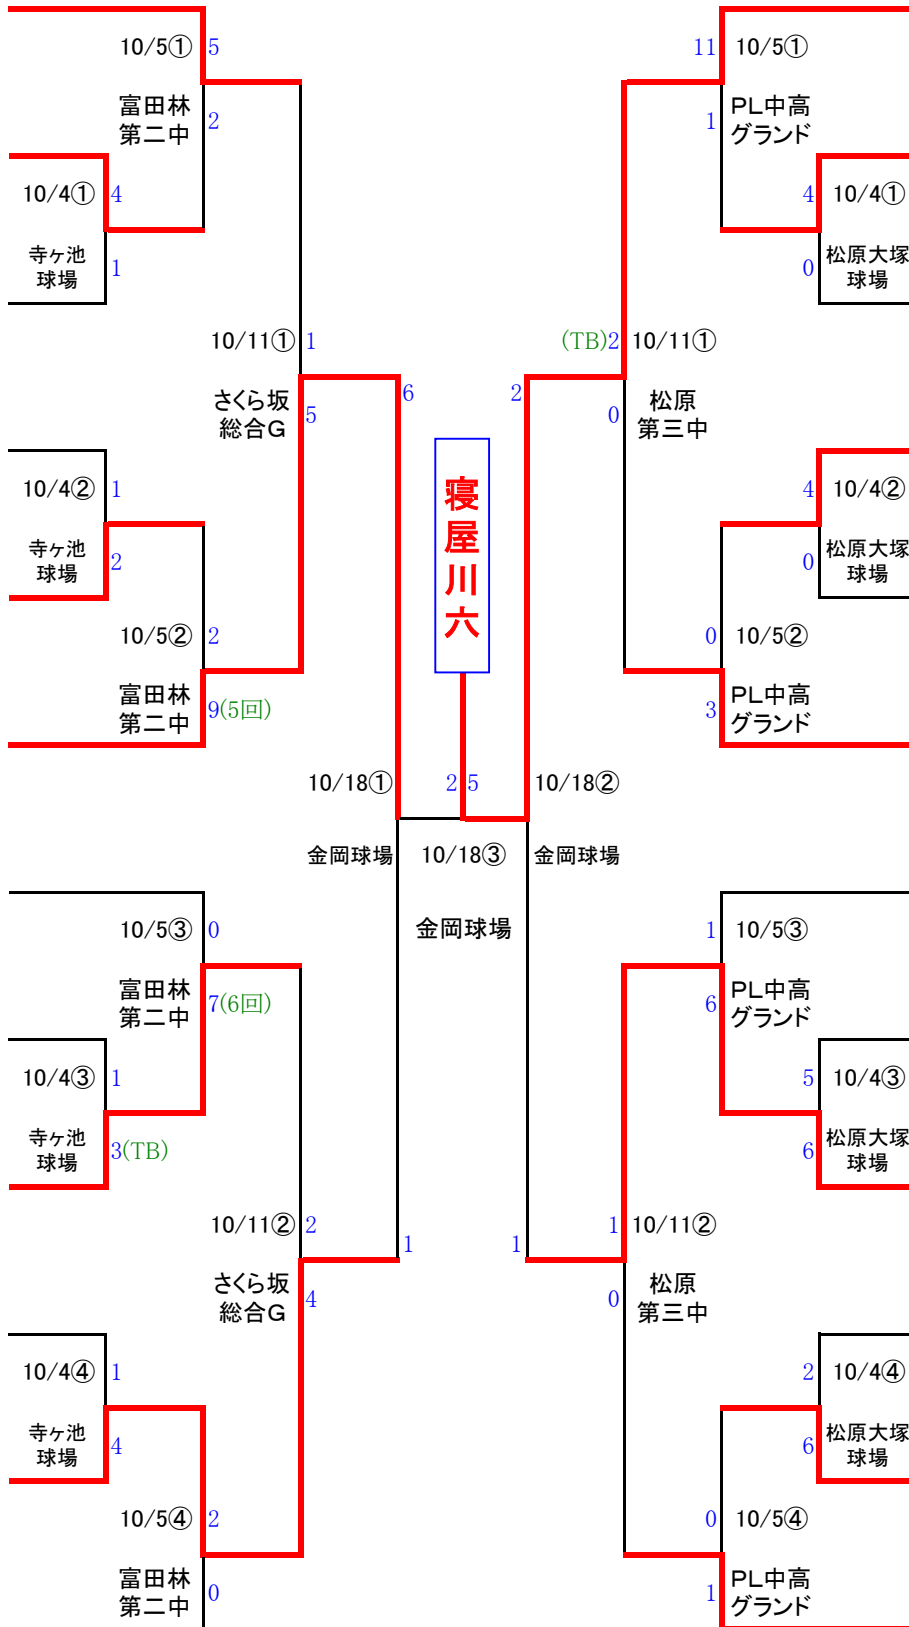 10/5① 5
富田林
第二中
2
10/4① 4
寺ヶ池
球場
1
10/11① 1
さくら坂
総合G
5
6
10/4② 1
寺ヶ池
球場
2
10/5② 2
富田林
第二中
9(5回)
11 10/5①
1
PL中高
グランド
4 10/4①
0
松原大塚
球場
(TB)2 10/11①
2
0
松原
第三中
4 10/4②
0
松原大塚
球場
0 10/5②
3
PL中高
グランド
寝屋川六
10/18① 2 5 10/18②
金岡球場 10/18③ 金岡球場
金岡球場
10/5③ 0
富田林
第二中
7(6回)
10/4③ 1
寺ヶ池
球場
3(TB)
10/11② 2
1
さくら坂
総合G
4
10/4④ 1
寺ヶ池
球場
4
10/5④ 2
富田林
第二中
0
1 10/5③
6
PL中高
グランド
5 10/4③
6
松原大塚
球場
1 10/11②
1
0
松原
第三中
2 10/4④
6
松原大塚
球場
0 10/5④
1
PL中高
グランド